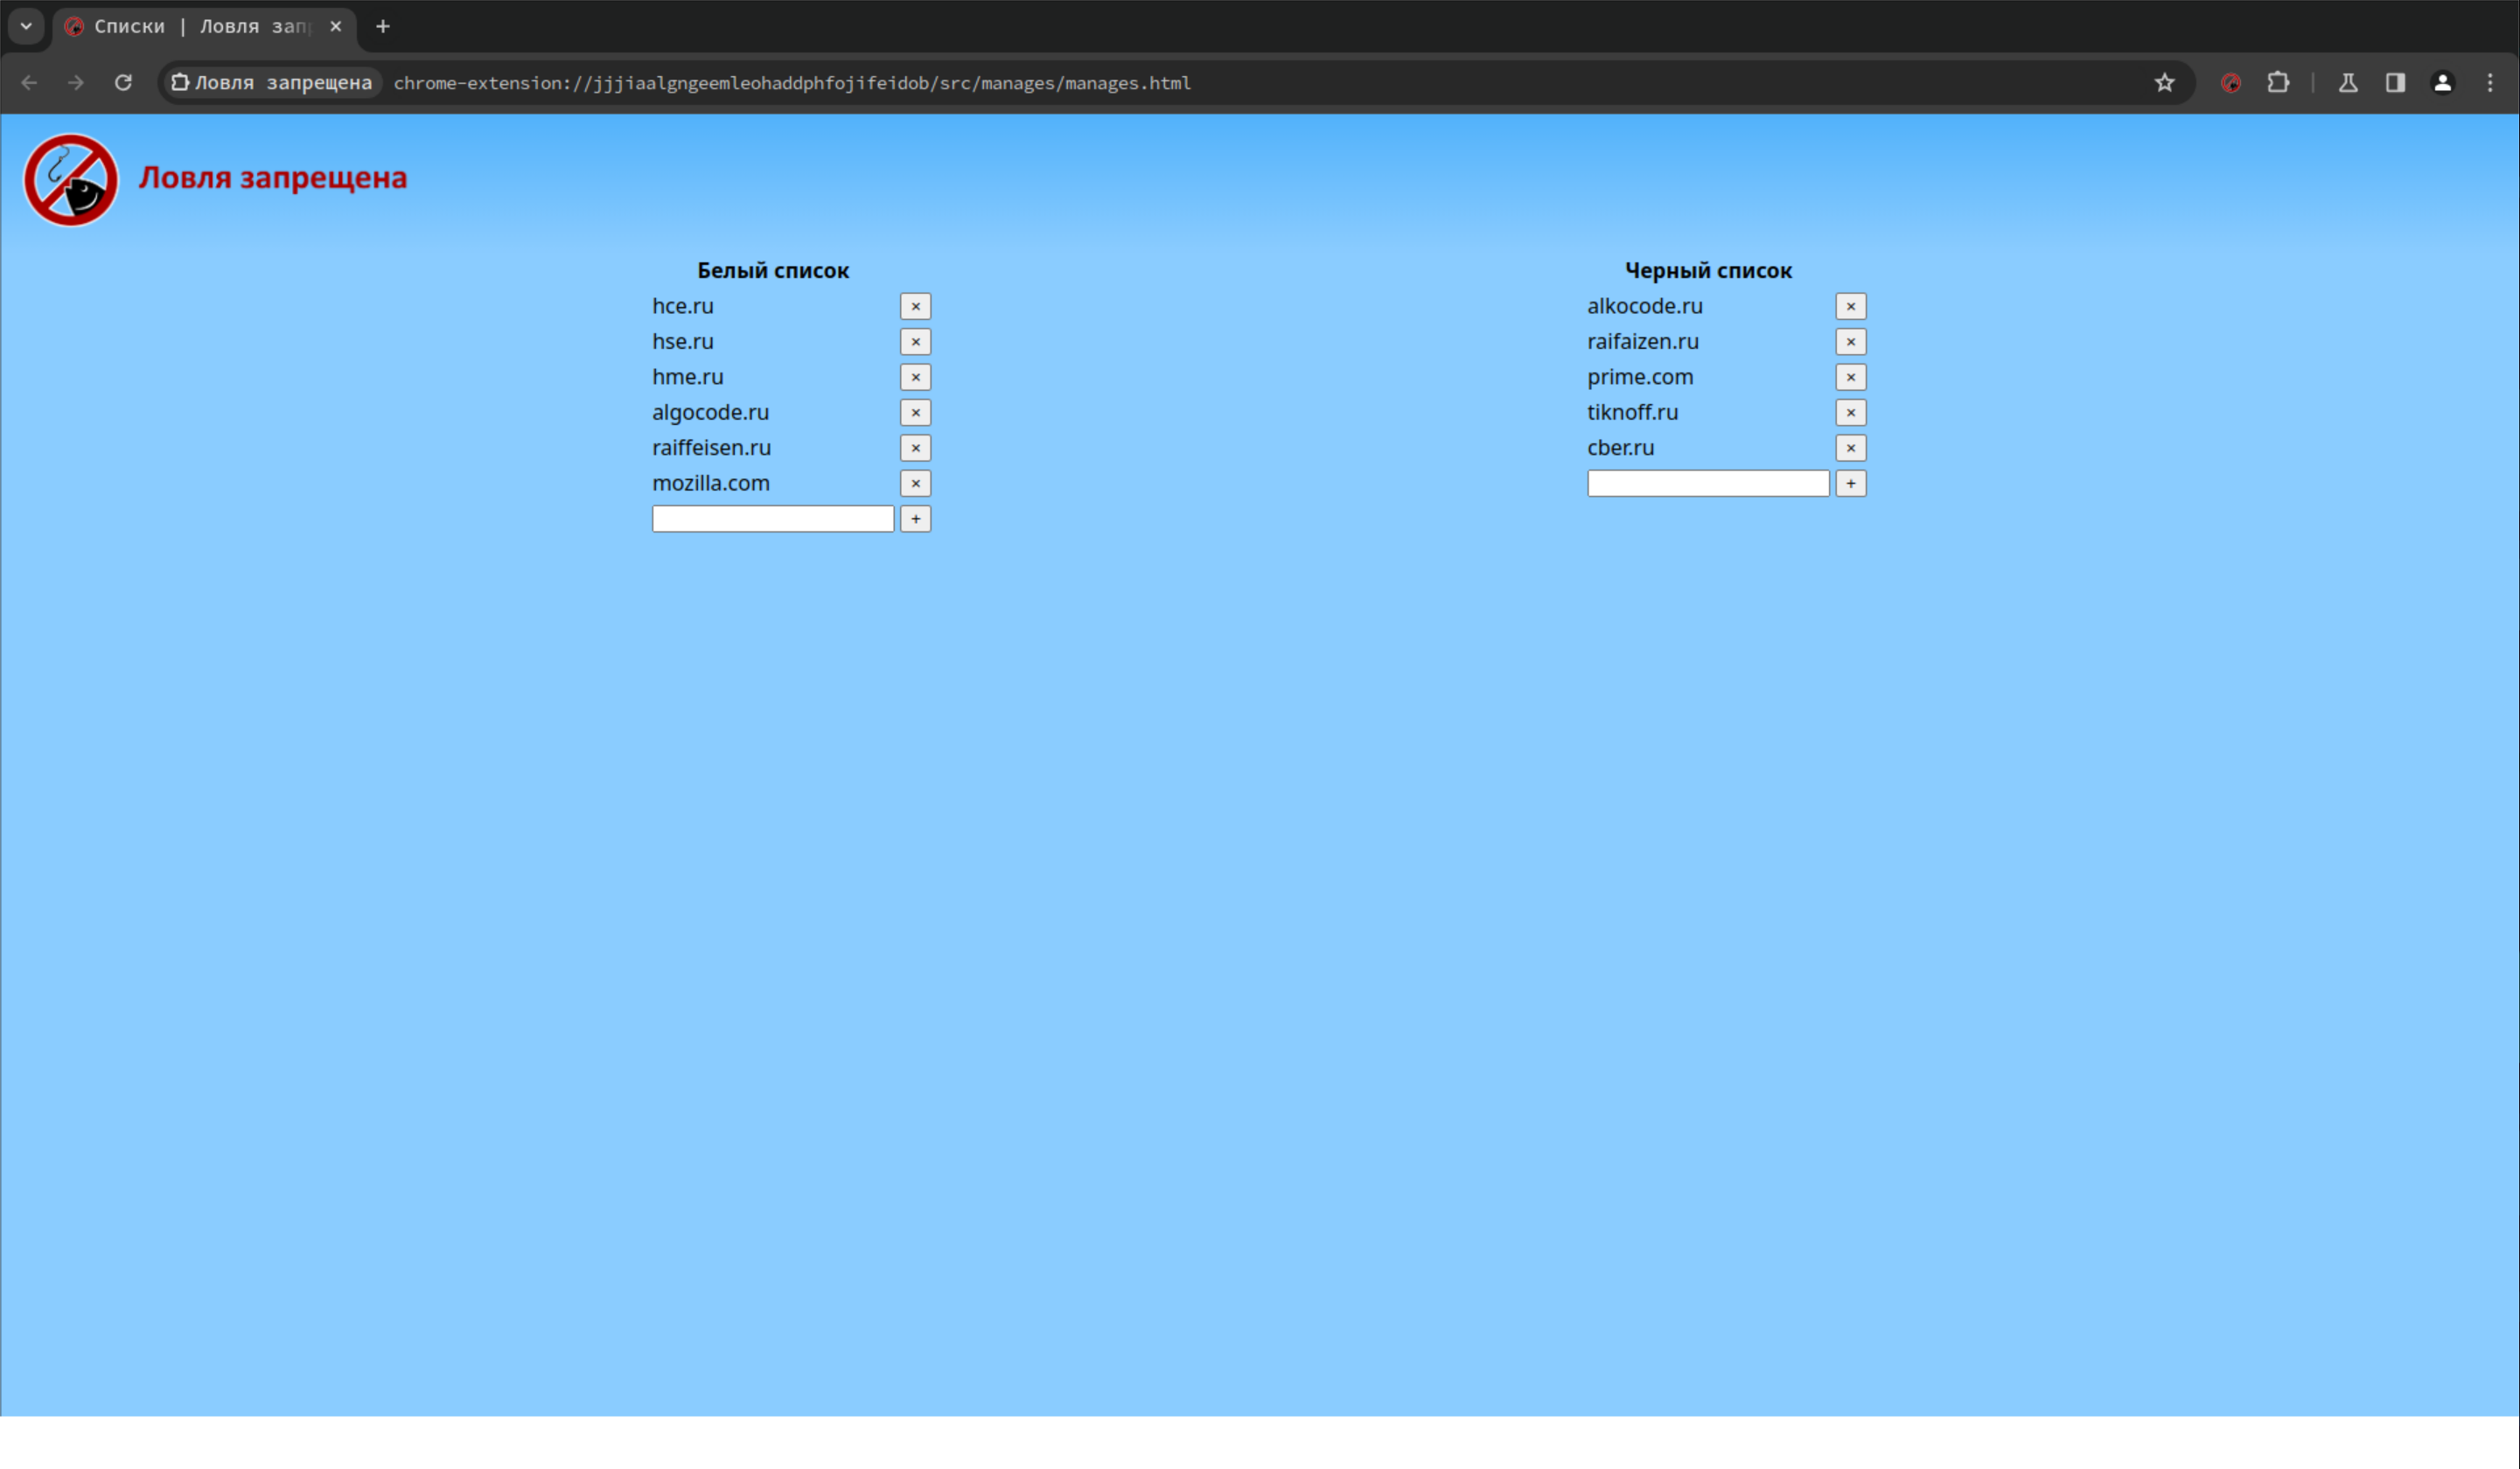 Списки | Ловля зап
Ловля запрещена chrome-extension://jjjiaalgngeemleohaddphfojifeidob/src/manages/manages.html
Ловля запрещена
Белый список
hce.ru ×
hse.ru ×
hme.ru ×
algocode.ru ×
raiffeisen.ru ×
mozilla.com ×
+
Черный список
alkocode.ru ×
raifaizen.ru ×
prime.com ×
tiknoff.ru ×
cber.ru ×
+